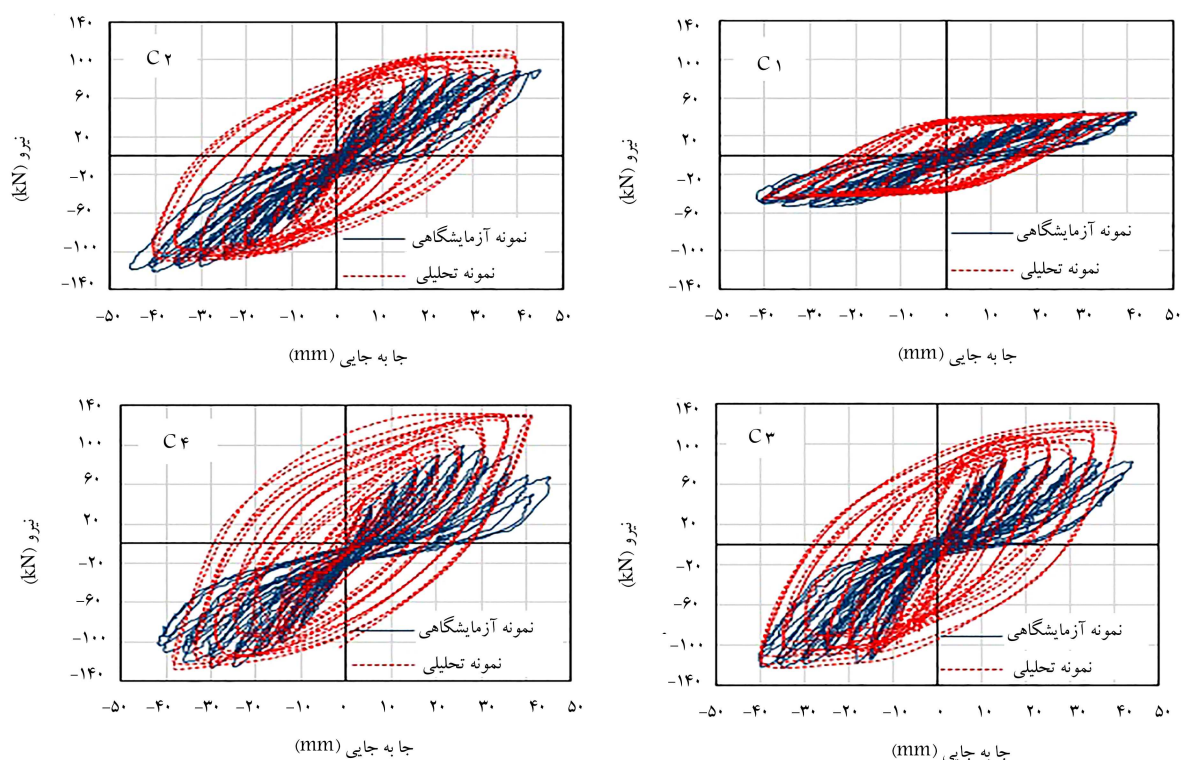 C۲
۱۴۰
۱۰۰
۶۰
۲۰
-۲۰
-۶۰
-۱۰۰
-۱۴۰
نیرو (kN)
نمونه آزمایشگاهی
نمونه تحلیلی
-۵۰ -۴۰ -۳۰ -۲۰ -۱۰ ۰ ۱۰ ۲۰ ۳۰ ۴۰ ۵۰
جا به جایی (mm)
C۱
۱۴۰
۱۰۰
۶۰
۲۰
-۲۰
-۶۰
-۱۰۰
-۱۴۰
نیرو (kN)
نمونه آزمایشگاهی
نمونه تحلیلی
-۵۰ -۴۰ -۳۰ -۲۰ -۱۰ ۰ ۱۰ ۲۰ ۳۰ ۴۰ ۵۰
جا به جایی (mm)
C۴
۱۴۰
۱۰۰
۶۰
۲۰
-۲۰
-۶۰
-۱۰۰
-۱۴۰
نیرو (kN)
نمونه آزمایشگاهی
نمونه تحلیلی
-۵۰ -۴۰ -۳۰ -۲۰ -۱۰ ۰ ۱۰ ۲۰ ۳۰ ۴۰ ۵۰
جا به جایی (mm)
C۳
۱۴۰
۱۰۰
۶۰
۲۰
-۲۰
-۶۰
-۱۰۰
-۱۴۰
نیرو (kN)
نمونه آزمایشگاهی
نمونه تحلیلی
-۵۰ -۴۰ -۳۰ -۲۰ -۱۰ ۰ ۱۰ ۲۰ ۳۰ ۴۰ ۵۰
جا به جایی (mm)